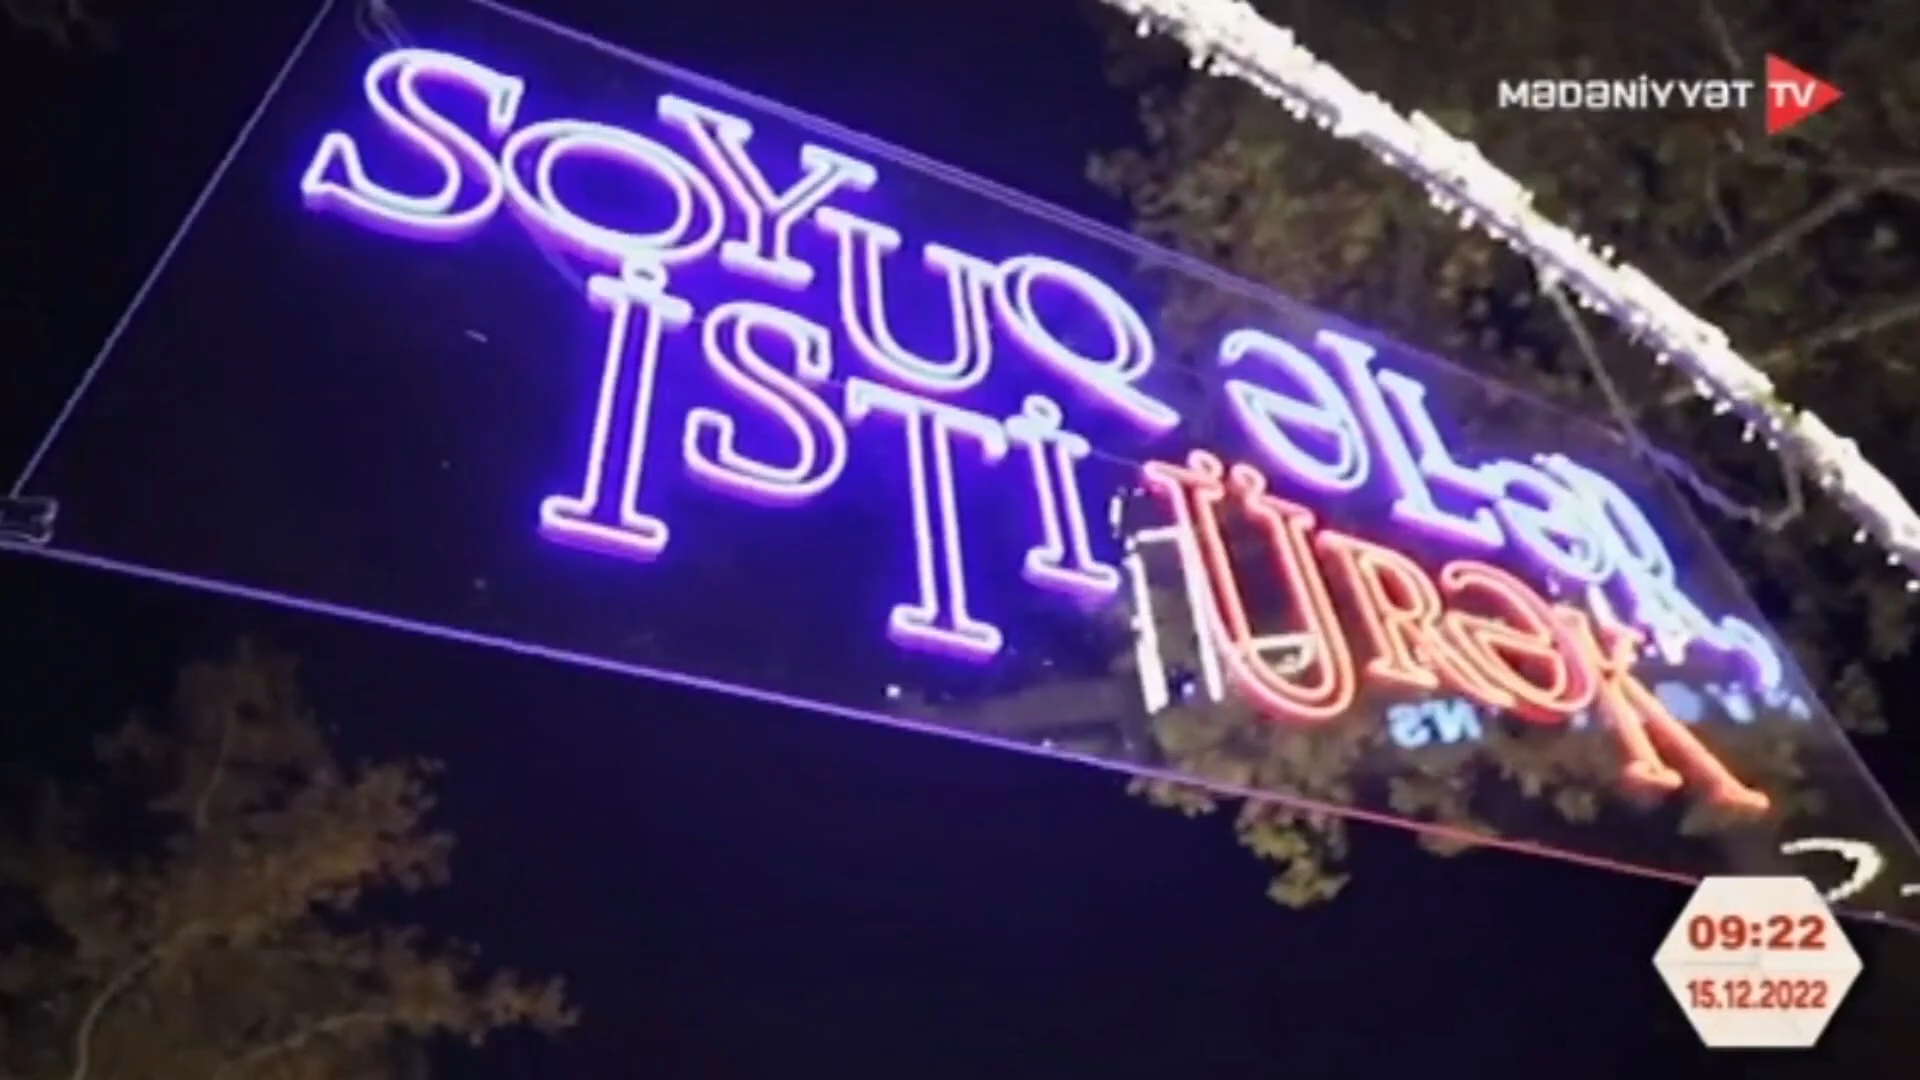 MƏDƏNİYYƏT TV
SOYUQ ƏLLƏR,
İSTİ ÜRƏK
09:22
15.12.2022